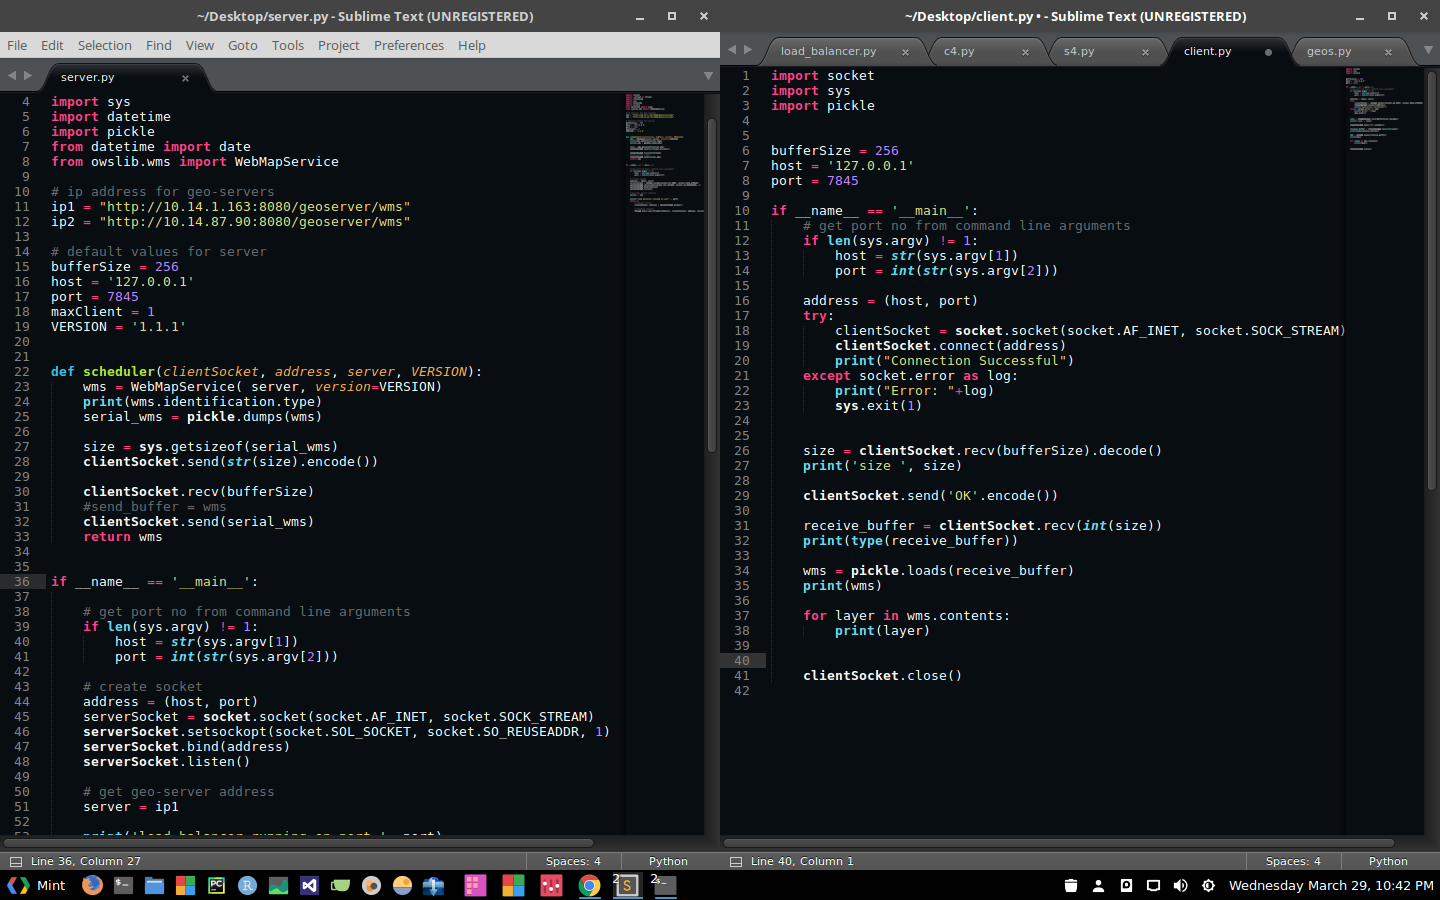 ~/Desktop/server.py - Sublime Text (UNREGISTERED)
File Edit Selection Find View Goto Tools Project Preferences Help
server.py
4 import sys
5 import datetime
6 import pickle
7 from datetime import date
8 from owslib.wms import WebMapService
9
10 # ip address for geo-servers
11 ip1 = "http://10.14.1.163:8080/geoserver/wms"
12 ip2 = "http://10.14.87.90:8080/geoserver/wms"
13
14 # default values for server
15 bufferSize = 256
16 host = '127.0.0.1'
17 port = 7845
18 maxClient = 1
19 VERSION = '1.1.1'
20
21
22 def scheduler(clientSocket, address, server, VERSION):
23 wms = WebMapService( server, version=VERSION)
24 print(wms.identification.type)
25 serial_wms = pickle.dumps(wms)
26
27 size = sys.getsizeof(serial_wms)
28 clientSocket.send(str(size).encode())
29
30 clientSocket.recv(bufferSize)
31 #send_buffer = wms
32 clientSocket.send(serial_wms)
33 return wms
34
35
36 if __name__ == '__main__':
37
38 # get port no from command line arguments
39 if len(sys.argv) != 1:
40 host = str(sys.argv[1])
41 port = int(str(sys.argv[2]))
42
43 # create socket
44 address = (host, port)
45 serverSocket = socket.socket(socket.AF_INET, socket.SOCK_STREAM)
46 serverSocket.setsockopt(socket.SOL_SOCKET, socket.SO_REUSEADDR, 1)
47 serverSocket.bind(address)
48 serverSocket.listen()
49
50 # get geo-server address
51 server = ip1
52
53 print('load balancer running on port ', port)
Line 36, Column 27
Spaces: 4
Python
~/Desktop/client.py • - Sublime Text (UNREGISTERED)
load_balancer.py
c4.py
s4.py
client.py
geos.py
1 import socket
2 import sys
3 import pickle
4
5
6 bufferSize = 256
7 host = '127.0.0.1'
8 port = 7845
9
10 if __name__ == '__main__':
11 # get port no from command line arguments
12 if len(sys.argv) != 1:
13 host = str(sys.argv[1])
14 port = int(str(sys.argv[2]))
15
16 address = (host, port)
17 try:
18 clientSocket = socket.socket(socket.AF_INET, socket.SOCK_STREAM)
19 clientSocket.connect(address)
20 print("Connection Successful")
21 except socket.error as log:
22 print("Error: "+log)
23 sys.exit(1)
24
25
26 size = clientSocket.recv(bufferSize).decode()
27 print('size ', size)
28
29 clientSocket.send('OK'.encode())
30
31 receive_buffer = clientSocket.recv(int(size))
32 print(type(receive_buffer))
33
34 wms = pickle.loads(receive_buffer)
35 print(wms)
36
37 for layer in wms.contents:
38 print(layer)
39
40
41 clientSocket.close()
42
Line 40, Column 1
Spaces: 4
Python
Mint
PC
R
2
S
2
Wednesday March 29, 10:42 PM